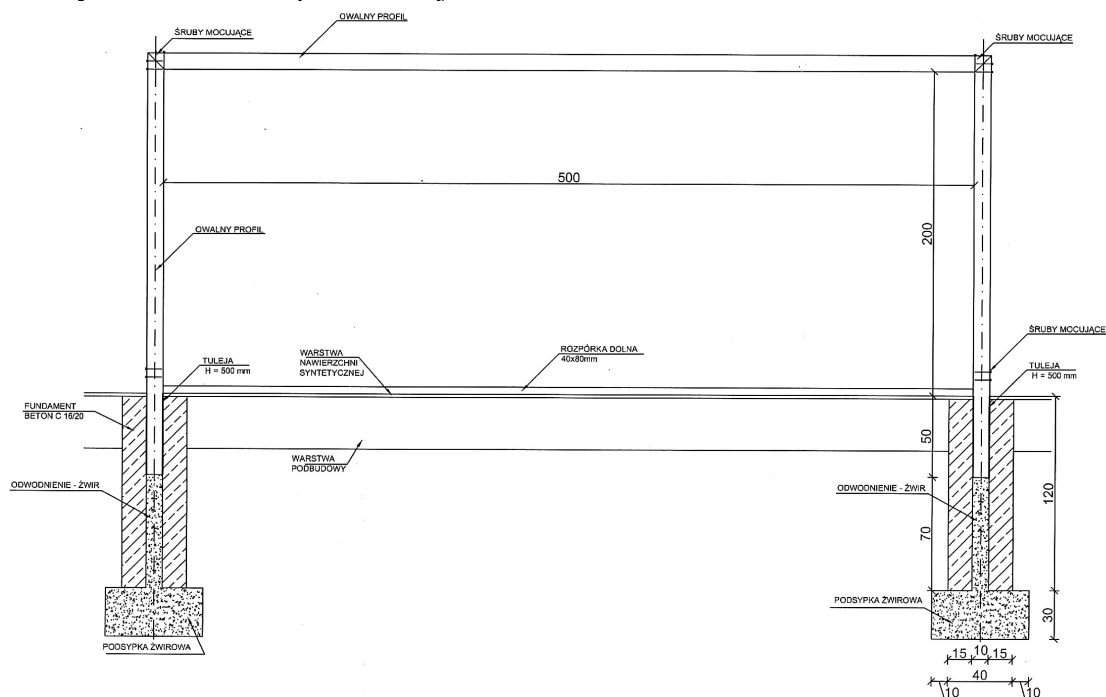 OWALNY PROFIL
ŚRUBY MOCUJĄCE
ŚRUBY MOCUJĄCE
500
OWALNY PROFIL
200
ŚRUBY MOCUJĄCE
TULEJA
H = 500 mm
WARSTWA
NAWIERZCHNI
SYNTETYCZNEJ
ROZPÓRKA DOLNA
40x80mm
TULEJA
H = 500 mm
FUNDAMENT
BETON C 16/20
50
WARSTWA
PODBUDOWY
ODWODNIENIE - ŻWIR
ODWODNIENIE - ŻWIR
120
70
PODSYPKA ŻWIROWA
30
PODSYPKA ŻWIROWA
15 10 15
40
10 10